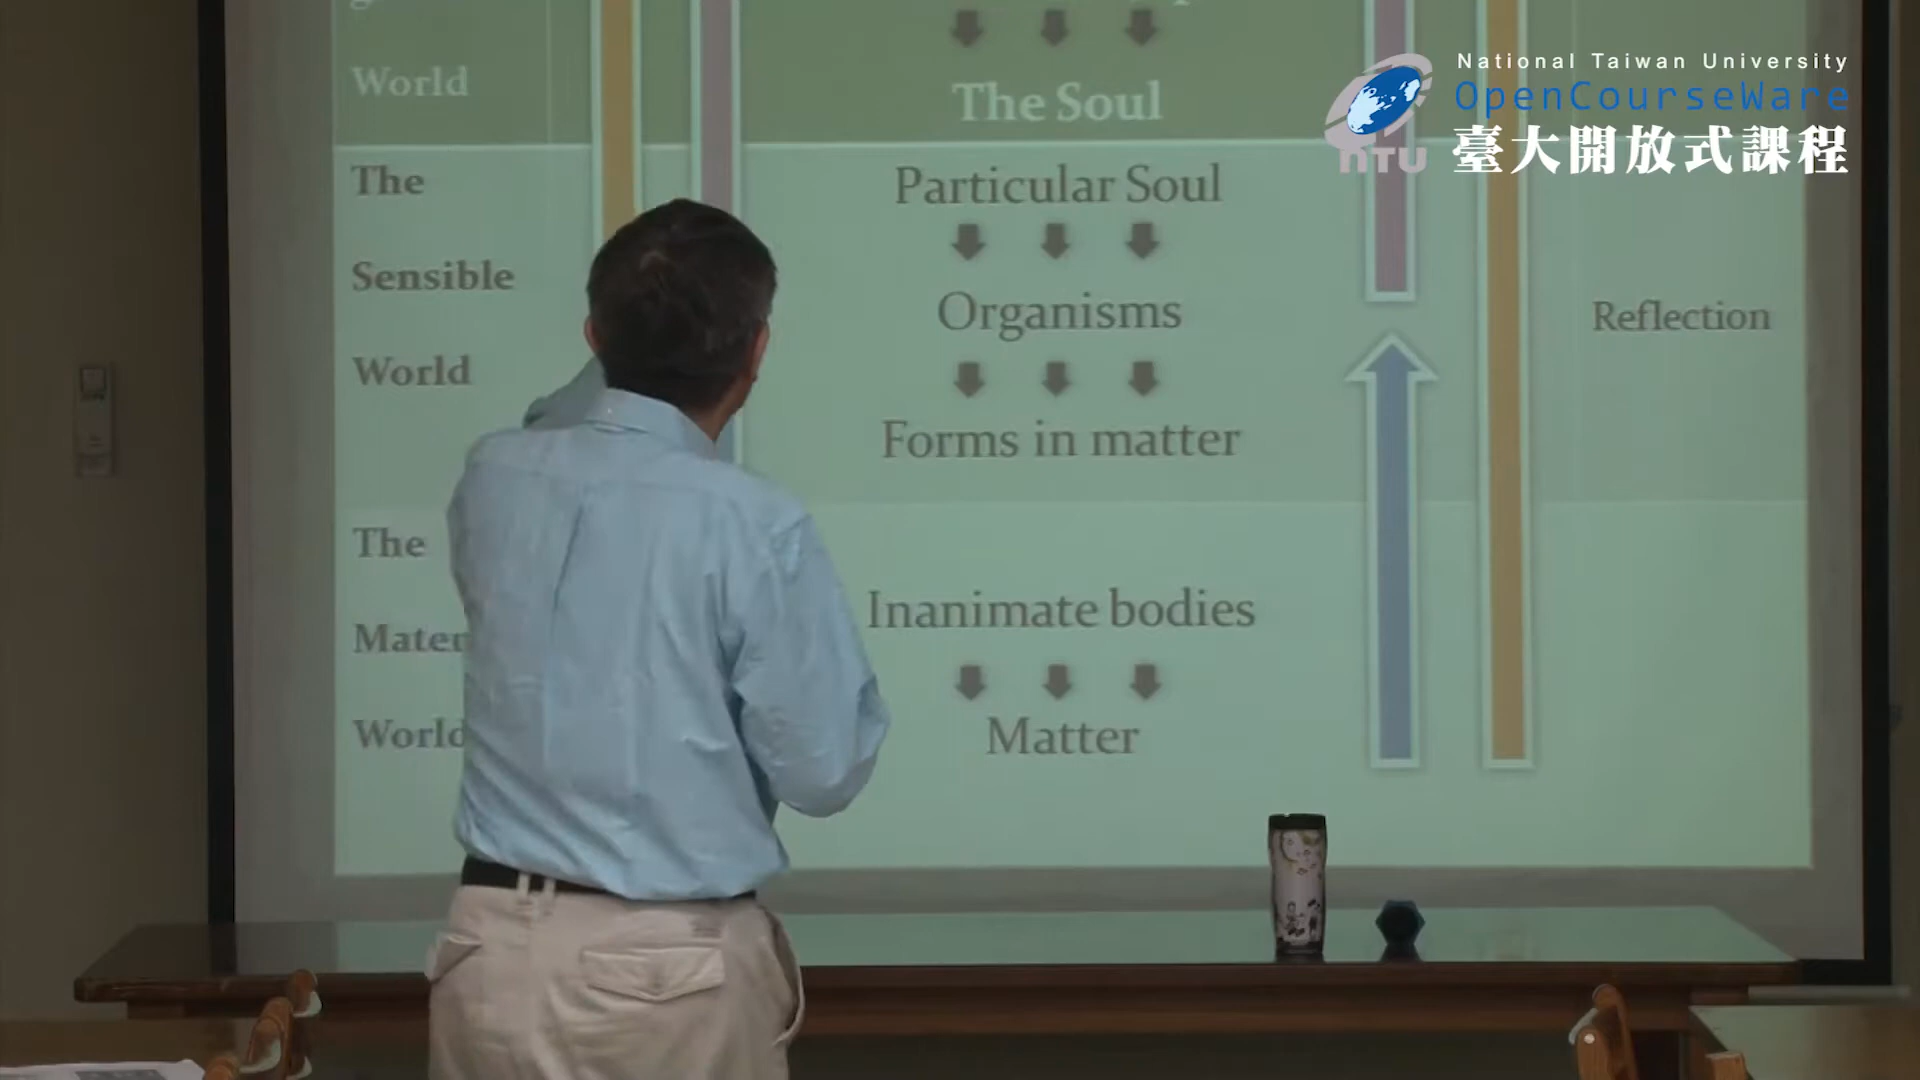 National Taiwan University
OpenCourseWare
臺大開放式課程
NTU
World
The Soul
The
Sensible
World
Particular Soul
Organisms
Forms in matter
Reflection
The
World
Inanimate bodies
Matter